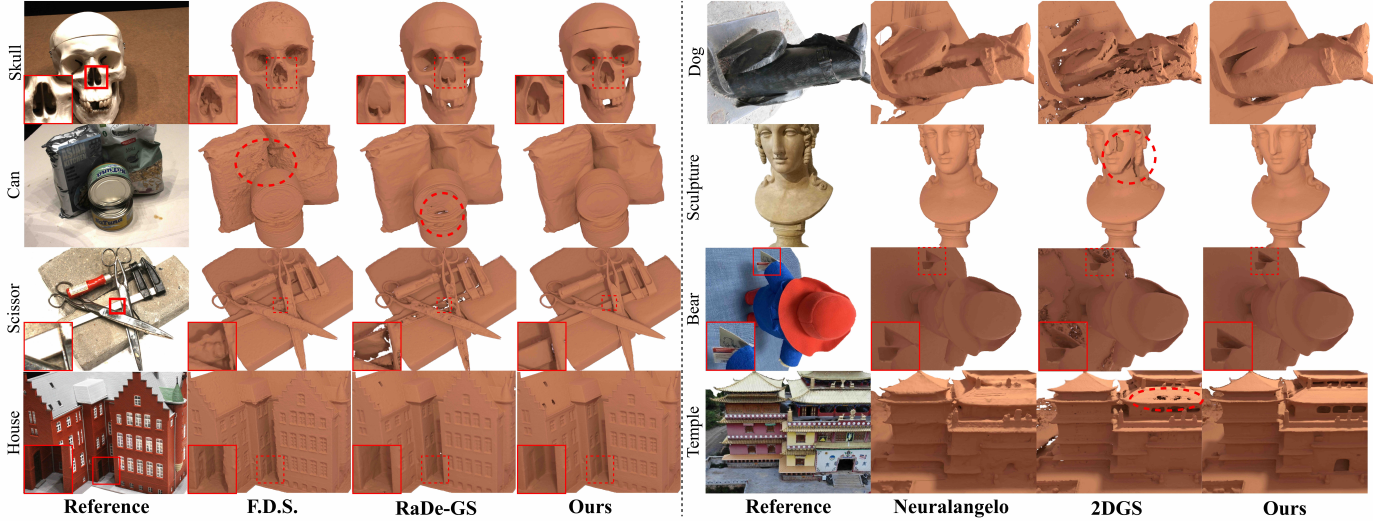 Skull
Can
Scissor
House
Reference F.D.S. RaDe-GS Ours
Dog
Sculpture
Bear
Temple
Reference Neuralangelo 2DGS Ours